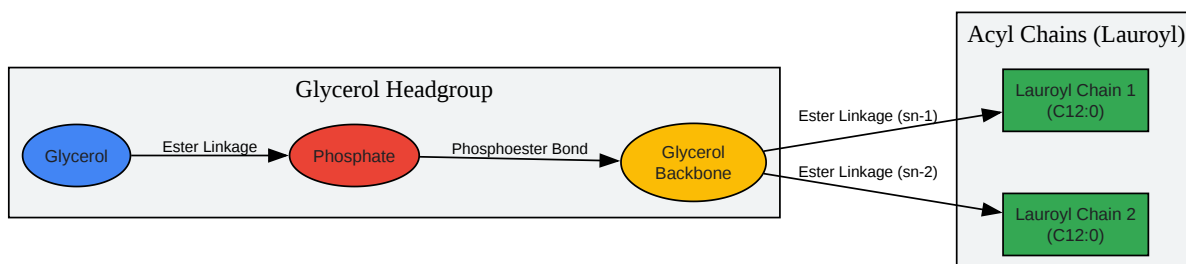 Acyl Chains (Lauroyl)
Glycerol Headgroup
Glycerol
Ester Linkage
Phosphate
Phosphoester Bond
Glycerol
Backbone
Ester Linkage (sn-1)
Ester Linkage (sn-2)
Lauroyl Chain 1
(C12:0)
Lauroyl Chain 2
(C12:0)